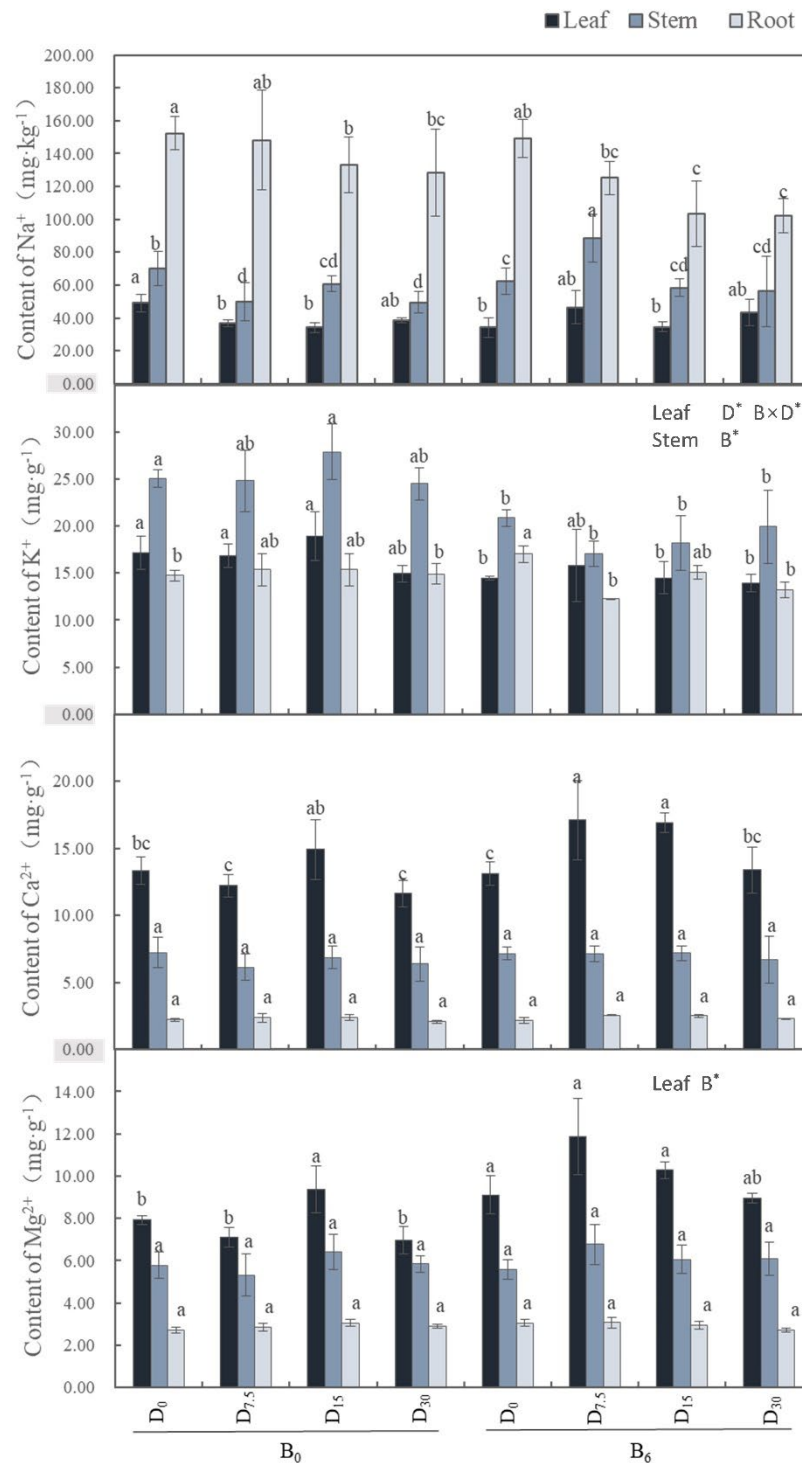 Leaf Stem Root
200.00
180.00
160.00
140.00
120.00
100.00
80.00
60.00
40.00
20.00
0.00
Content of Na⁺ (mg·kg⁻¹)
a b a
b d ab
b cd b
ab d bc
b c ab
ab a bc
b cd c
ab cd c
30.00
25.00
20.00
15.00
10.00
5.00
0.00
Content of K⁺ (mg·g⁻¹)
Leaf D* B×D*
Stem B*
a a b
a ab ab
a a ab
ab ab b
b b a
ab b b
b b ab
b b b
20.00
15.00
10.00
5.00
0.00
Content of Ca²⁺ (mg·g⁻¹)
bc a a
c a a
ab a a
c a a
c a a
a a a
a a a
bc a a
14.00
12.00
10.00
8.00
6.00
4.00
2.00
0.00
Content of Mg²⁺ (mg·g⁻¹)
Leaf B*
b a a
b a a
a a a
b a a
a a a
a a a
a a a
ab a a
D₀ D₇.₅ D₁₅ D₃₀ D₀ D₇.₅ D₁₅ D₃₀
B₀ B₆